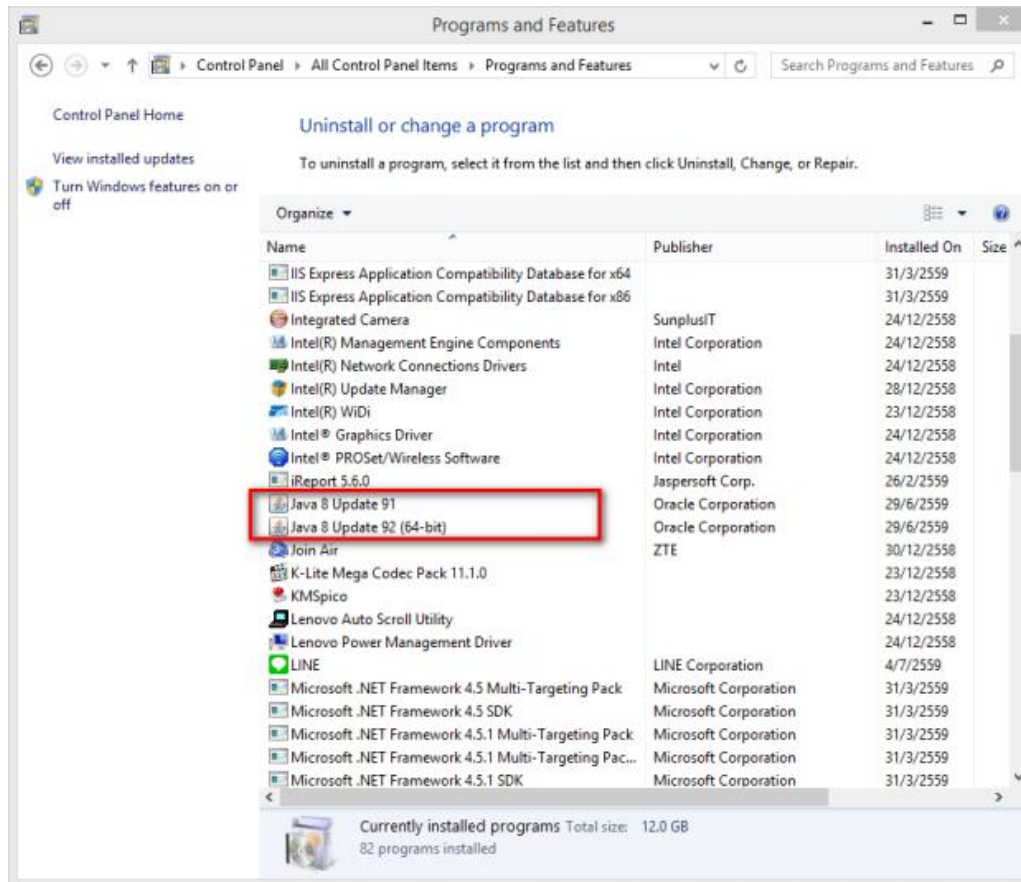 Programs and Features
Control Panel All Control Panel Items Programs and Features Search Programs and Features
Control Panel Home
View installed updates
Turn Windows features on or
off
Uninstall or change a program
To uninstall a program, select it from the list and then click Uninstall, Change, or Repair.
Organize
Name Publisher Installed On Size
IIS Express Application Compatibility Database for x64 31/3/2559
IIS Express Application Compatibility Database for x86 31/3/2559
Integrated Camera SunplusIT 24/12/2558
Intel(R) Management Engine Components Intel Corporation 24/12/2558
Intel(R) Network Connections Drivers Intel 24/12/2558
Intel(R) Update Manager Intel Corporation 28/12/2558
Intel(R) WiDi Intel Corporation 23/12/2558
Intel® Graphics Driver Intel Corporation 24/12/2558
Intel® PROSet/Wireless Software Intel Corporation 24/12/2558
iReport 5.6.0 Jaspersoft Corp. 26/2/2559
Java 8 Update 91 Oracle Corporation 29/6/2559
Java 8 Update 92 (64-bit) Oracle Corporation 29/6/2559
Join Air ZTE 30/12/2558
K-Lite Mega Codec Pack 11.1.0 23/12/2558
KMSpico 23/12/2558
Lenovo Auto Scroll Utility 24/12/2558
Lenovo Power Management Driver 24/12/2558
LINE LINE Corporation 4/7/2559
Microsoft .NET Framework 4.5 Multi-Targeting Pack Microsoft Corporation 31/3/2559
Microsoft .NET Framework 4.5 SDK Microsoft Corporation 31/3/2559
Microsoft .NET Framework 4.5.1 Multi-Targeting Pack Microsoft Corporation 31/3/2559
Microsoft .NET Framework 4.5.1 Multi-Targeting Pac... Microsoft Corporation 31/3/2559
Microsoft .NET Framework 4.5.1 SDK Microsoft Corporation 31/3/2559
Currently installed programs Total size: 12.0 GB
82 programs installed